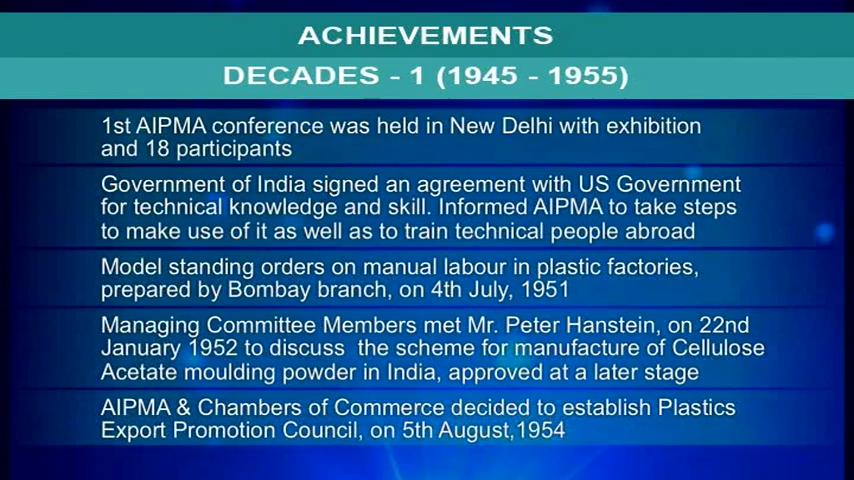 ACHIEVEMENTS
DECADES - 1 (1945 - 1955)
1st AIPMA conference was held in New Delhi with exhibition
and 18 participants
Government of India signed an agreement with US Government
for technical knowledge and skill. Informed AIPMA to take steps
to make use of it as well as to train technical people abroad
Model standing orders on manual labour in plastic factories,
prepared by Bombay branch, on 4th July, 1951
Managing Committee Members met Mr. Peter Hanstein, on 22nd
January 1952 to discuss  the scheme for manufacture of Cellulose
Acetate moulding powder in India, approved at a later stage
AIPMA & Chambers of Commerce decided to establish Plastics
Export Promotion Council, on 5th August,1954